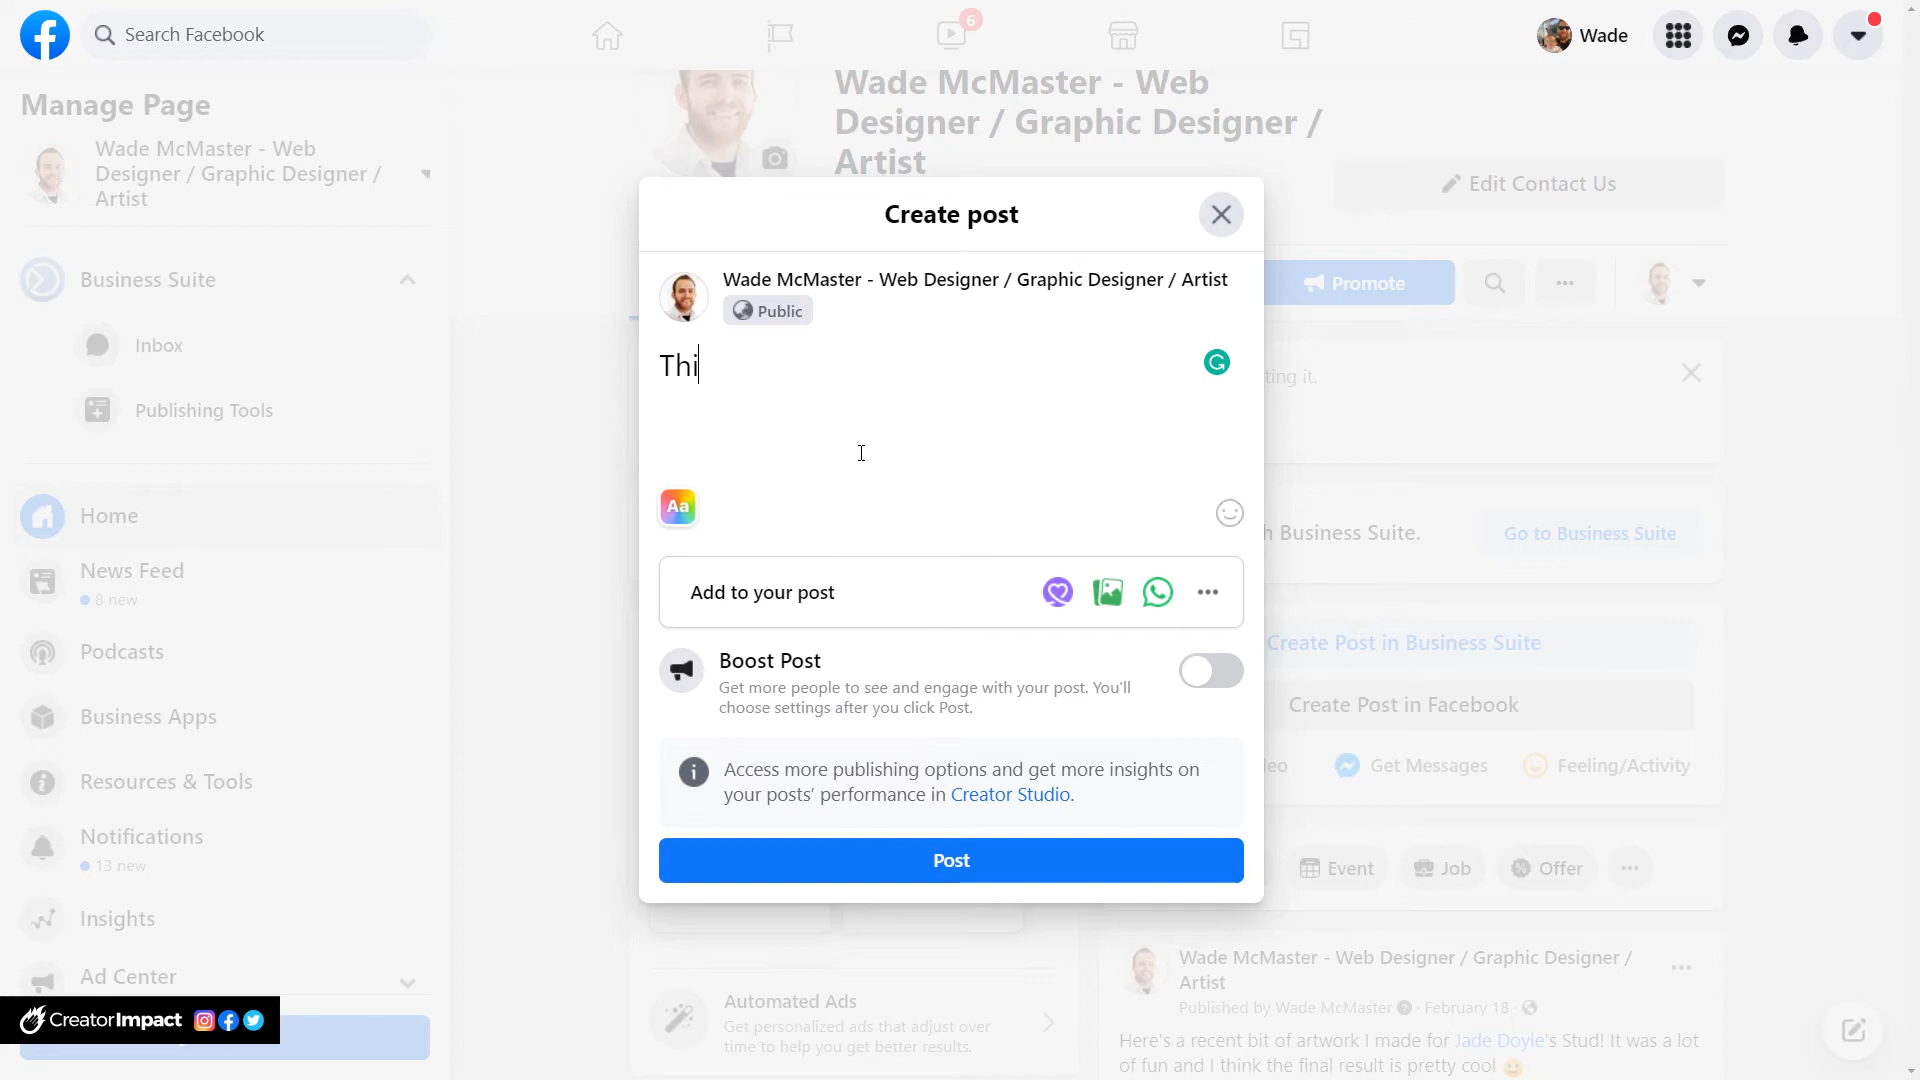 Search Facebook
6
Wade
Manage Page
Wade McMaster - Web
Designer / Graphic Designer /
Artist
Business Suite
Inbox
Publishing Tools
Home
News Feed
8 new
Podcasts
Business Apps
Resources & Tools
Notifications
13 new
Insights
Ad Center
CreatorImpact
Wade McMaster - Web
Designer / Graphic Designer /
Artist
Edit Contact Us
Promote
Create post
Wade McMaster - Web Designer / Graphic Designer / Artist
Public
Thi
Aa
Add to your post
Boost Post
Get more people to see and engage with your post. You'll
choose settings after you click Post.
Access more publishing options and get more insights on
your posts' performance in Creator Studio.
Post
ting it.
h Business Suite.
Go to Business Suite
Create Post in Business Suite
Create Post in Facebook
eo
Get Messages
Feeling/Activity
Event
Job
Offer
Automated Ads
Get personalized ads that adjust over
time to help you get better results.
Wade McMaster - Web Designer / Graphic Designer /
Artist
Published by Wade McMaster · February 18 ·
Here's a recent bit of artwork I made for Jade Doyle's Stud! It was a lot
of fun and I think the final result is pretty cool